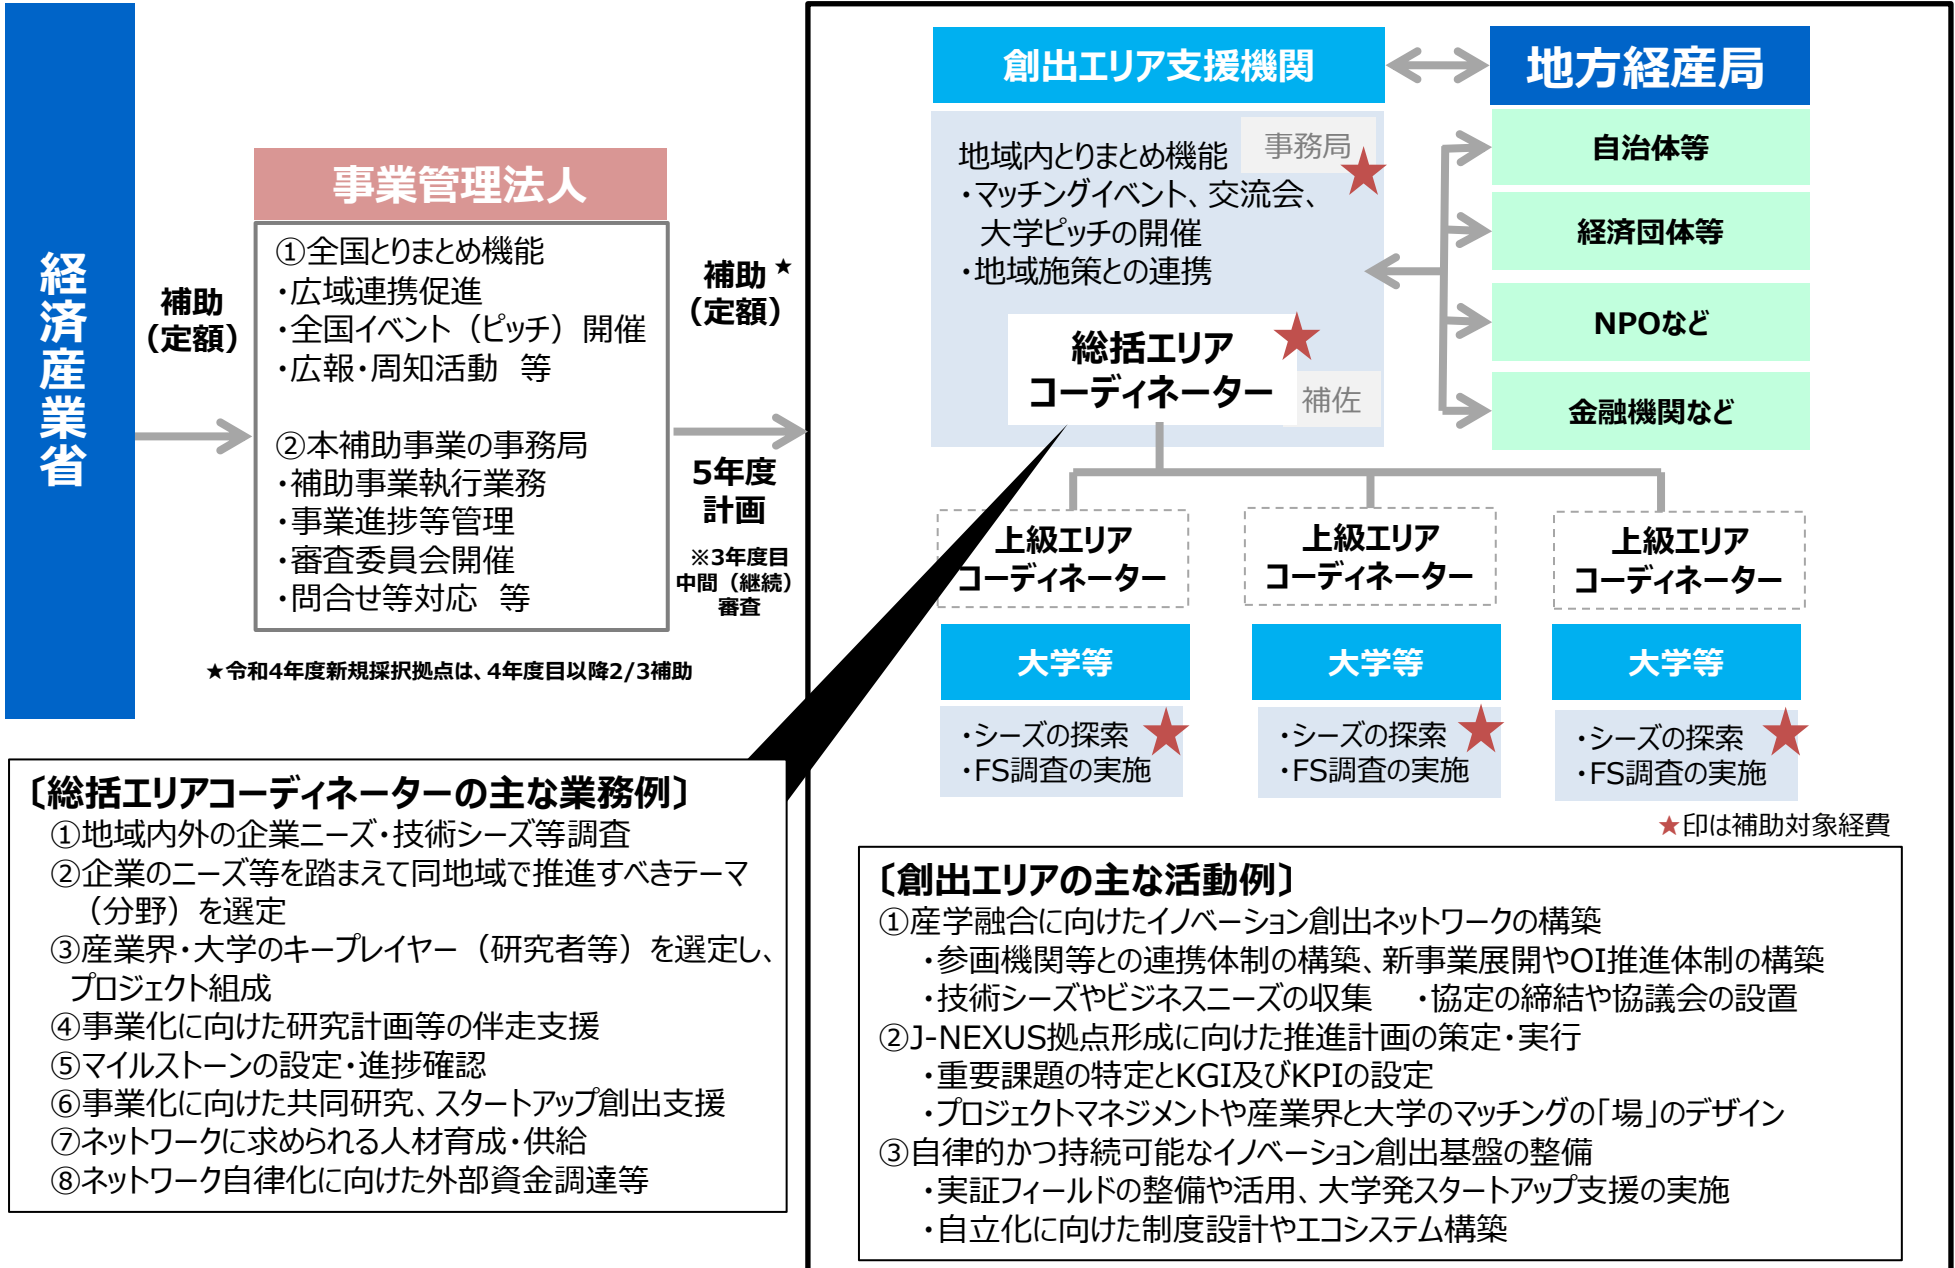 経済産業省
補助
（定額）
事業管理法人
①全国とりまとめ機能
・広域連携促進
・全国イベント（ピッチ）開催
・広報・周知活動　等
②本補助事業の事務局
・補助事業執行業務
・事業進捗等管理
・審査委員会開催
・問合せ等対応　等
補助★
（定額）
5年度
計画
※3年度目
中間（継続）
審査
★令和4年度新規採択拠点は、4年度目以降2/3補助
創出エリア支援機関
地方経産局
事務局
地域内とりまとめ機能
・マッチングイベント、交流会、
大学ピッチの開催
・地域施策との連携
総括エリア
コーディネーター
補佐
自治体等
経済団体等
NPOなど
金融機関など
上級エリア
コーディネーター
上級エリア
コーディネーター
上級エリア
コーディネーター
大学等
大学等
大学等
・シーズの探索
・FS調査の実施
・シーズの探索
・FS調査の実施
・シーズの探索
・FS調査の実施
★印は補助対象経費
〔総括エリアコーディネーターの主な業務例〕
①地域内外の企業ニーズ・技術シーズ等調査
②企業のニーズ等を踏まえて同地域で推進すべきテーマ
（分野）を選定
③産業界・大学のキープレイヤー（研究者等）を選定し、
プロジェクト組成
④事業化に向けた研究計画等の伴走支援
⑤マイルストーンの設定・進捗確認
⑥事業化に向けた共同研究、スタートアップ創出支援
⑦ネットワークに求められる人材育成・供給
⑧ネットワーク自律化に向けた外部資金調達等
〔創出エリアの主な活動例〕
①産学融合に向けたイノベーション創出ネットワークの構築
・参画機関等との連携体制の構築、新事業展開やOI推進体制の構築
・技術シーズやビジネスニーズの収集　・協定の締結や協議会の設置
②J-NEXUS拠点形成に向けた推進計画の策定・実行
・重要課題の特定とKGI及びKPIの設定
・プロジェクトマネジメントや産業界と大学のマッチングの「場」のデザイン
③自律的かつ持続可能なイノベーション創出基盤の整備
・実証フィールドの整備や活用、大学発スタートアップ支援の実施
・自立化に向けた制度設計やエコシステム構築